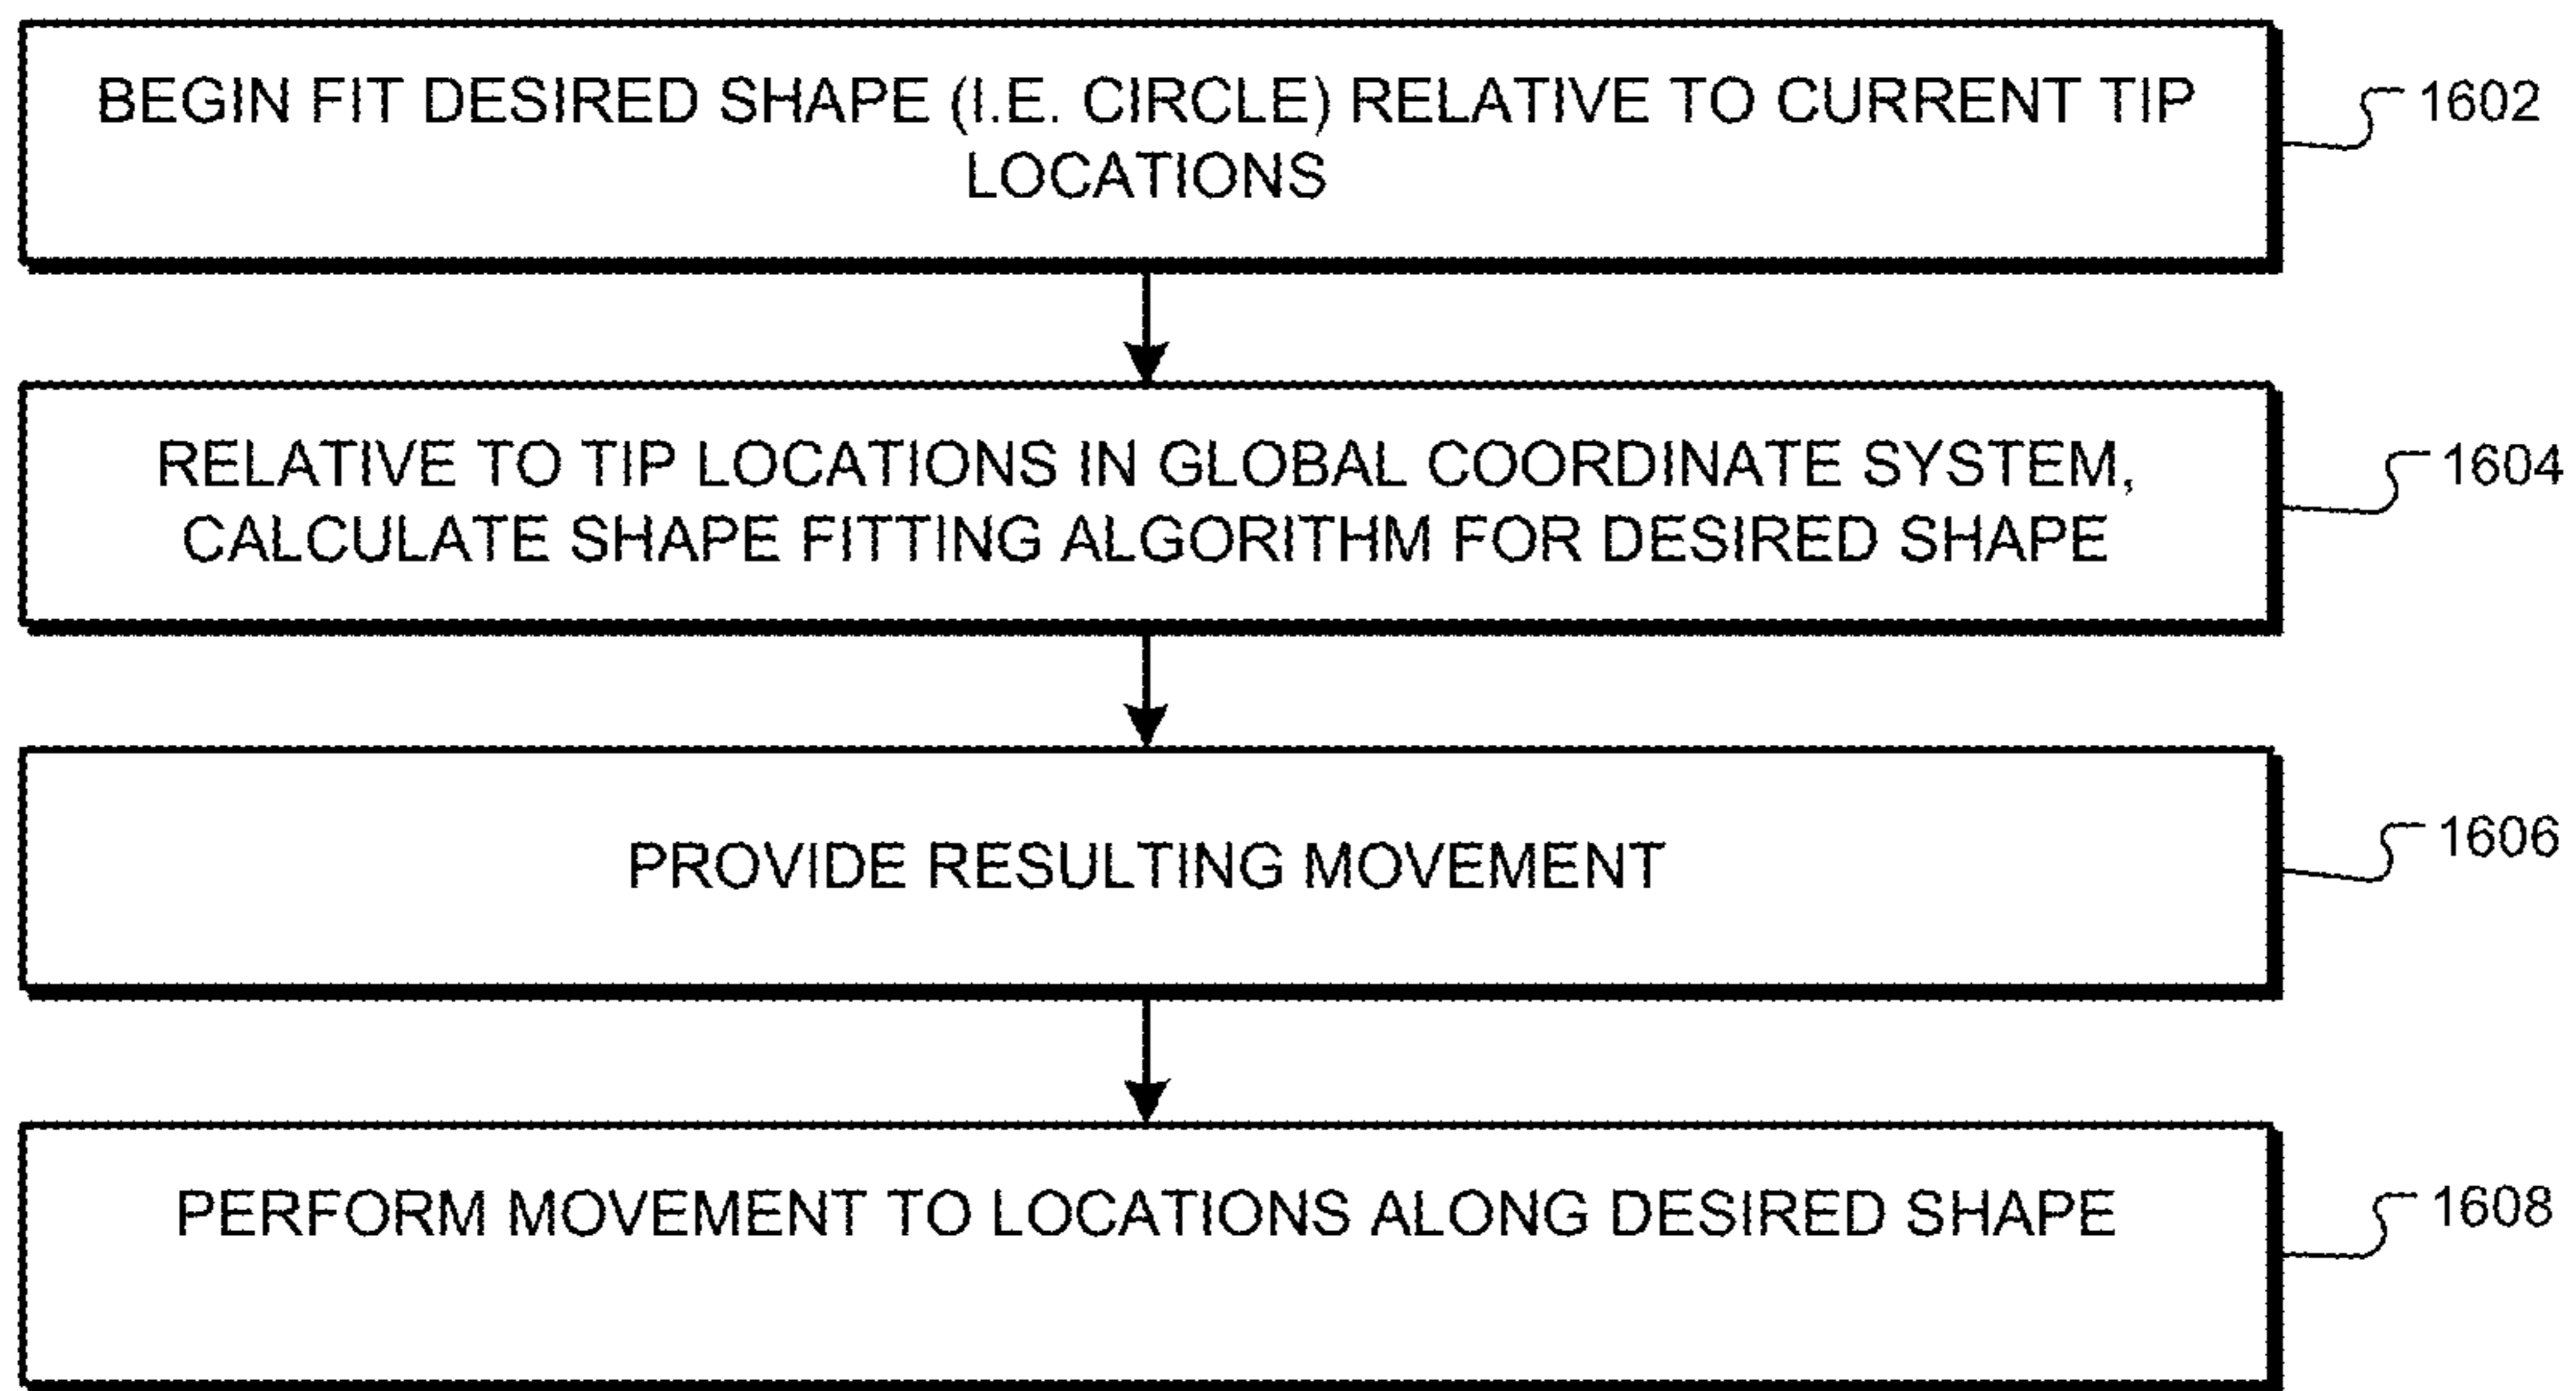 BEGIN FIT DESIRED SHAPE (I.E. CIRCLE) RELATIVE TO CURRENT TIP
LOCATIONS
1602
RELATIVE TO TIP LOCATIONS IN GLOBAL COORDINATE SYSTEM,
CALCULATE SHAPE FITTING ALGORITHM FOR DESIRED SHAPE
1604
PROVIDE RESULTING MOVEMENT
1606
PERFORM MOVEMENT TO LOCATIONS ALONG DESIRED SHAPE
1608